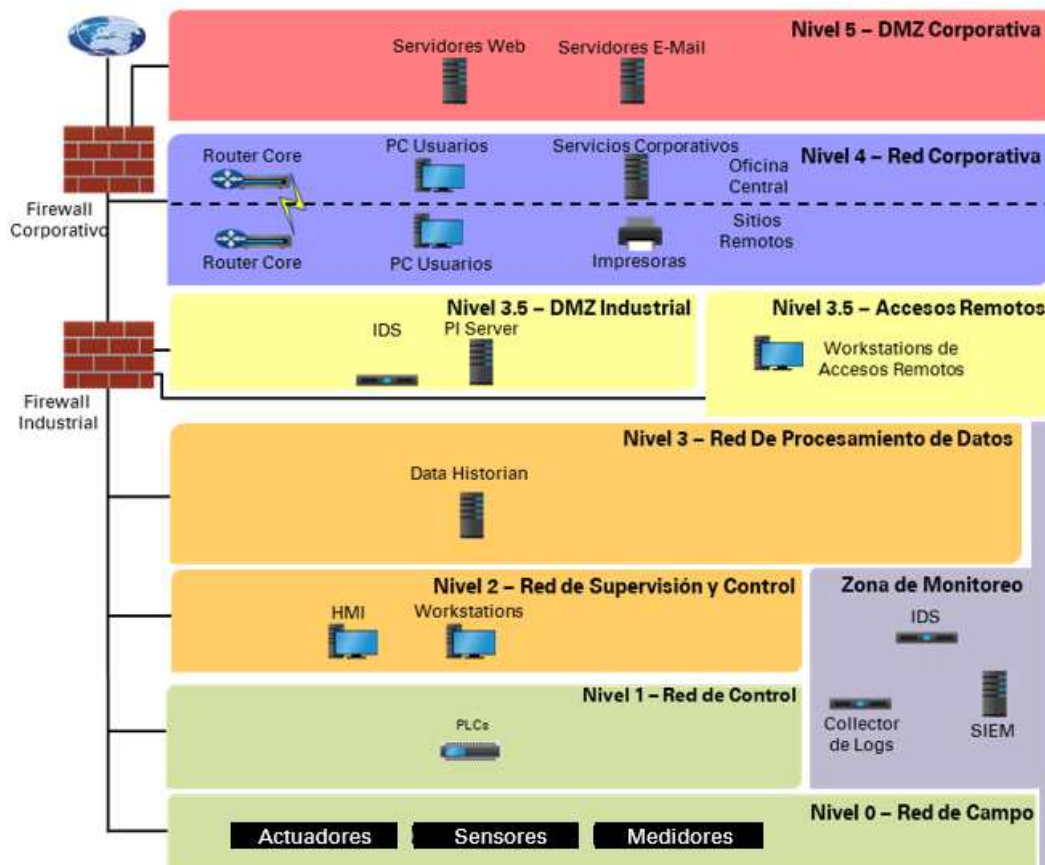 Nivel 5 – DMZ Corporativa
Servidores Web
Servidores E-Mail
Firewall
Corporativo
Nivel 4 – Red Corporativa
Router Core
PC Usuarios
Servicios Corporativos
Oficina
Central
Sitios
Remotos
Router Core
PC Usuarios
Impresoras
Firewall
Industrial
Nivel 3.5 – DMZ Industrial
IDS
PI Server
Nivel 3.5 – Accesos Remotos
Workstations de
Accesos Remotos
Nivel 3 – Red De Procesamiento de Datos
Data Historian
Nivel 2 – Red de Supervisión y Control
HMI
Workstations
Zona de Monitoreo
IDS
Collector
de Logs
SIEM
Nivel 1 – Red de Control
PLCs
Nivel 0 – Red de Campo
Actuadores
Sensores
Medidores